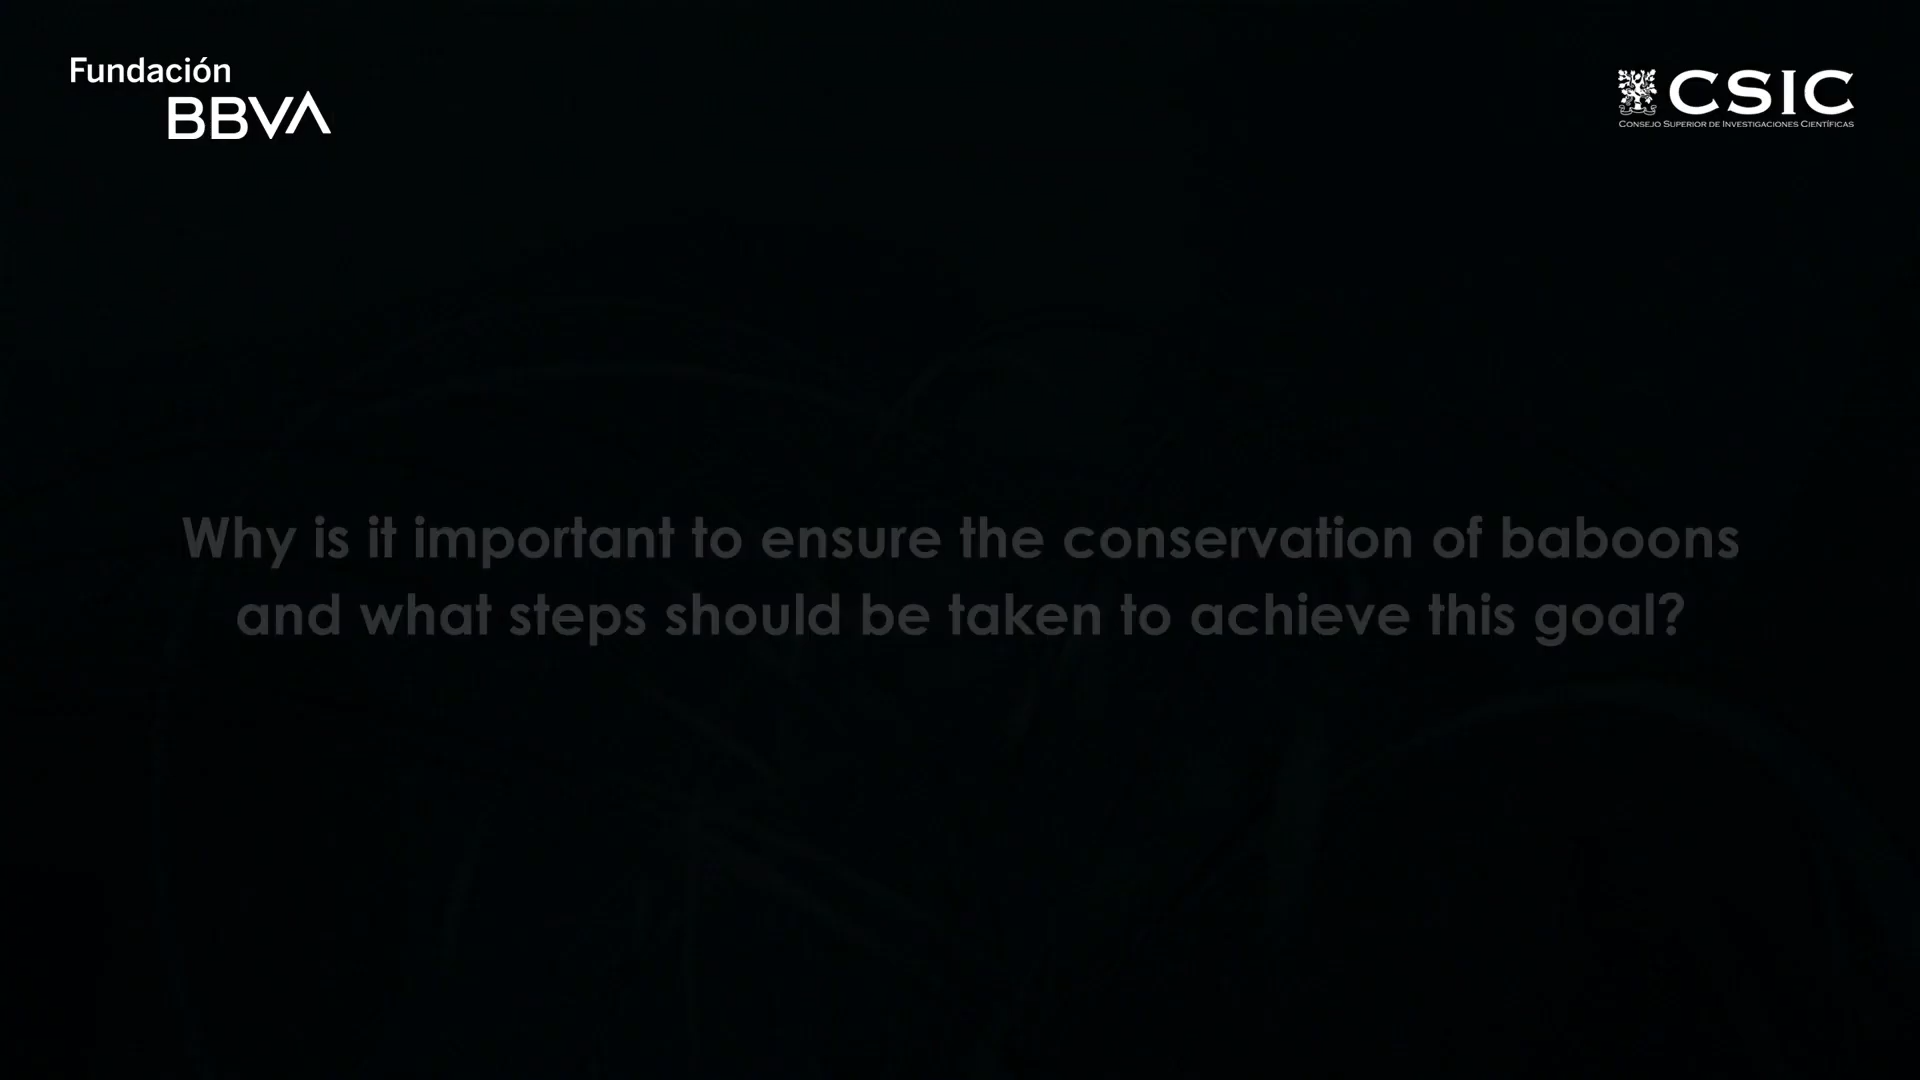 Fundación
BBVA
CSIC
Consejo Superior de Investigaciones Científicas
Why is it important to ensure the conservation of baboons
and what steps should be taken to achieve this goal?